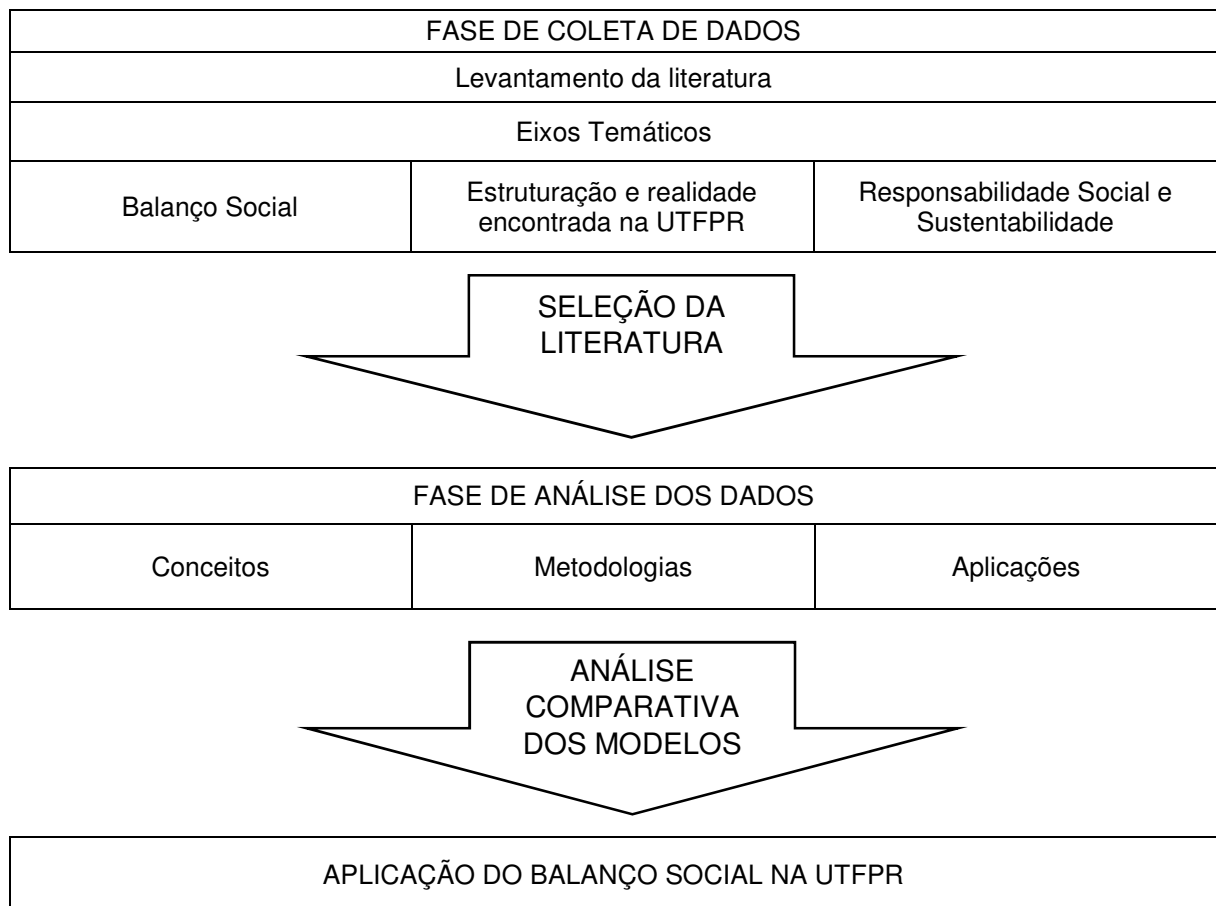 FASE DE COLETA DE DADOS
Levantamento da literatura
Eixos Temáticos
Balanço Social
Estruturação e realidade
encontrada na UTFPR
Responsabilidade Social e
Sustentabilidade
SELEÇÃO DA
LITERATURA
FASE DE ANÁLISE DOS DADOS
Conceitos
Metodologias
Aplicações
ANÁLISE
COMPARATIVA
DOS MODELOS
APLICAÇÃO DO BALANÇO SOCIAL NA UTFPR